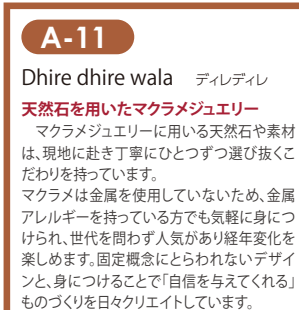 A-11
Dhire dhire wala ディレディレ
天然石を用いたマクラメジュエリー
　マクラメジュエリーに用いる天然石や素材
は、現地に赴き丁寧にひとつずつ選び抜くこ
だわりを持っています。
マクラメは金属を使用していないため、金属
アレルギーを持っている方でも気軽に身につ
けられ、世代を問わず人気があり経年変化を
楽しめます。固定概念にとらわれないデザイ
ンと、身につけることで「自信を与えてくれる」
ものづくりを日々クリエイトしています。